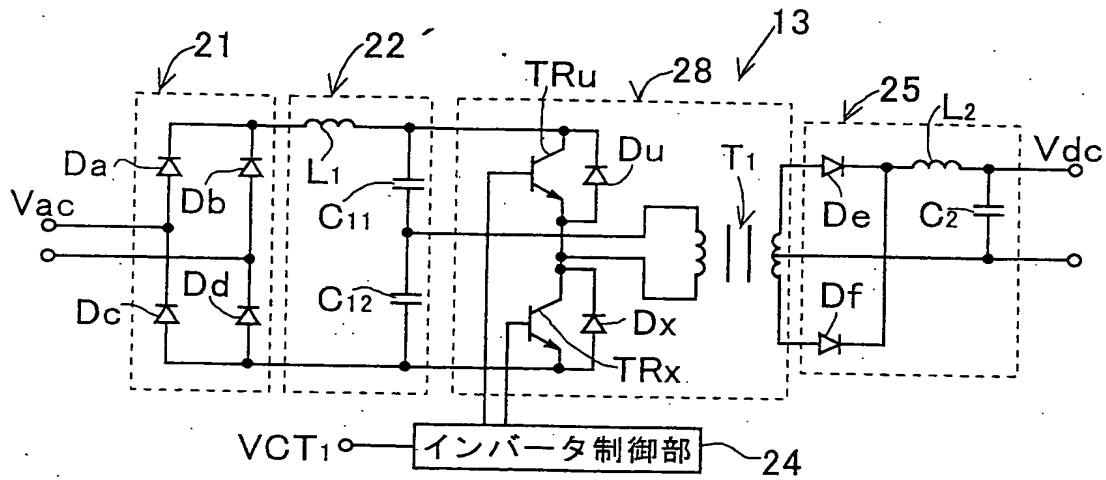 21
22
13
28
TRu
25
L2
Da
Db
L1
C11
Du
T1
De
Vdc
C2
Vac
Dc
Dd
C12
Dx
TRx
Df
VCT1
インバータ制御部
24